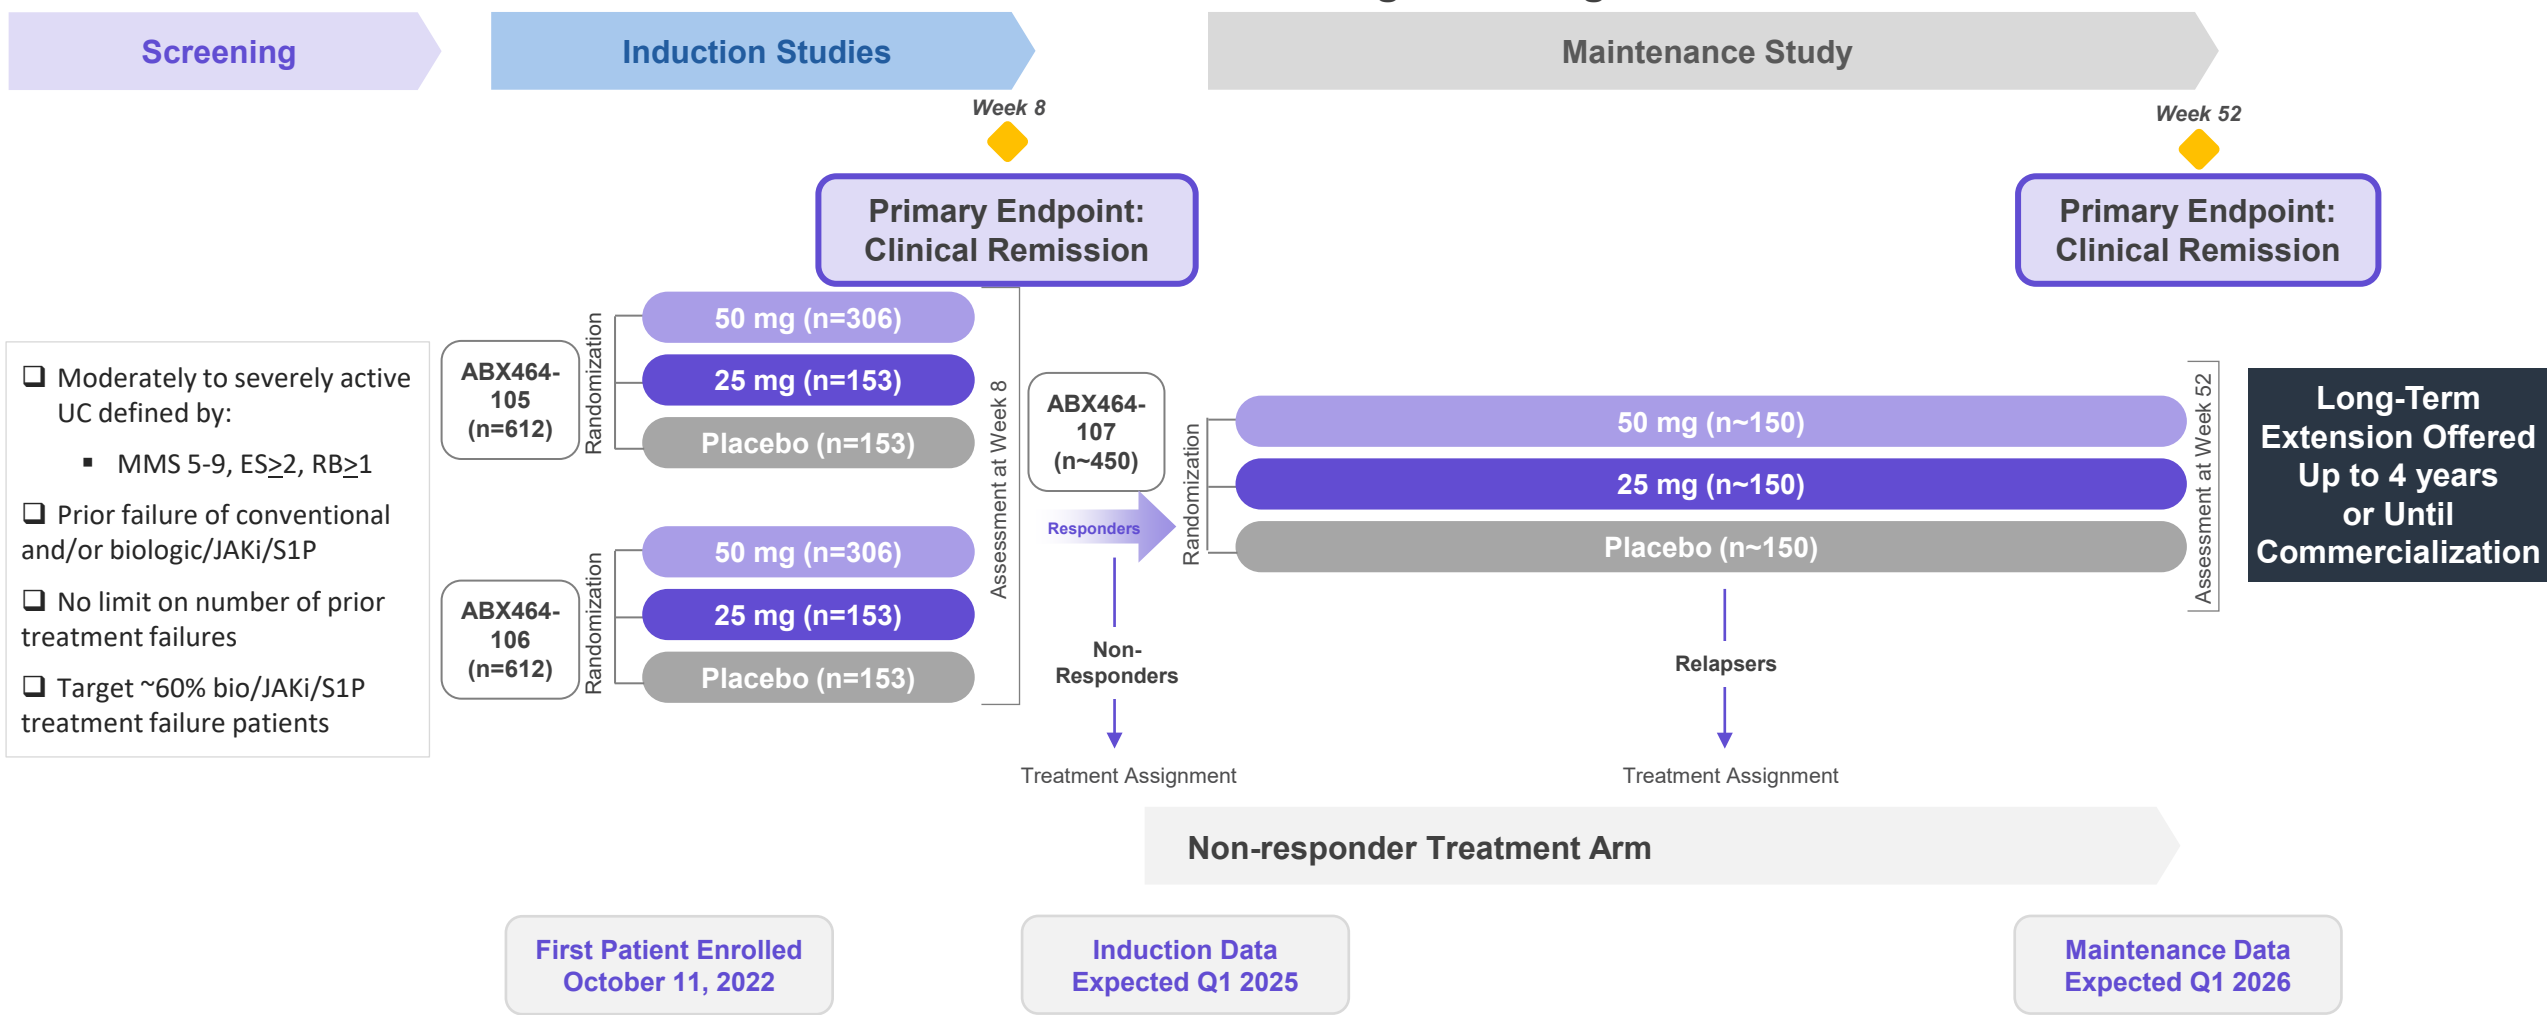 Screening
Induction Studies
Maintenance Study
Week 8
Week 52
Primary Endpoint:
Clinical Remission
Primary Endpoint:
Clinical Remission
❑ Moderately to severely active
UC defined by:
▪ MMS 5-9, ES≥2, RB≥1
❑ Prior failure of conventional
and/or biologic/JAKi/S1P
❑ No limit on number of prior
treatment failures
❑ Target ~60% bio/JAKi/S1P
treatment failure patients
ABX464-
105
(n=612)
Randomization
50 mg (n=306)
25 mg (n=153)
Placebo (n=153)
ABX464-
106
(n=612)
Randomization
50 mg (n=306)
25 mg (n=153)
Placebo (n=153)
Assessment at Week 8
ABX464-
107
(n~450)
Responders
Non-
Responders
Treatment Assignment
Randomization
50 mg (n~150)
25 mg (n~150)
Placebo (n~150)
Relapsers
Treatment Assignment
Assessment at Week 52
Long-Term
Extension Offered
Up to 4 years
or Until
Commercialization
Non-responder Treatment Arm
First Patient Enrolled
October 11, 2022
Induction Data
Expected Q1 2025
Maintenance Data
Expected Q1 2026